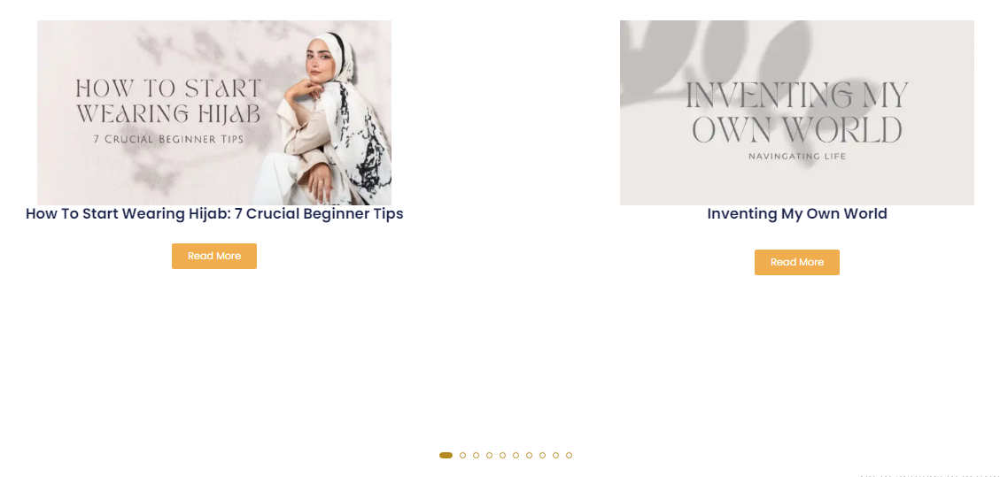 HOW TO START
WEARING HIJAB
7 CRUCIAL BEGINNER TIPS
How To Start Wearing Hijab: 7 Crucial Beginner Tips
Read More
INVENTING MY
OWN WORLD
NAVINGATING LIFE
Inventing My Own World
Read More